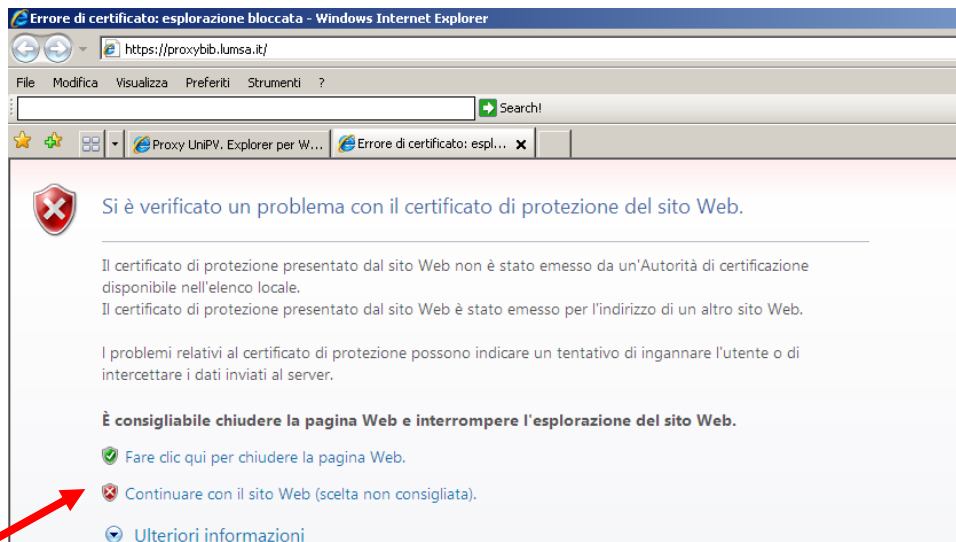 Errore di certificato: esplorazione bloccata - Windows Internet Explorer
https://proxybib.lumsa.it/
File Modifica Visualizza Preferiti Strumenti ?
Search!
Proxy UniPV. Explorer per W... Errore di certificato: espl...
Si è verificato un problema con il certificato di protezione del sito Web.
Il certificato di protezione presentato dal sito Web non è stato emesso da un'Autorità di certificazione
disponibile nell'elenco locale.
Il certificato di protezione presentato dal sito Web è stato emesso per l'indirizzo di un altro sito Web.
I problemi relativi al certificato di protezione possono indicare un tentativo di ingannare l'utente o di
intercettare i dati inviati al server.
È consigliabile chiudere la pagina Web e interrompere l'esplorazione del sito Web.
Fare clic qui per chiudere la pagina Web.
Continuare con il sito Web (scelta non consigliata).
Ulteriori informazioni